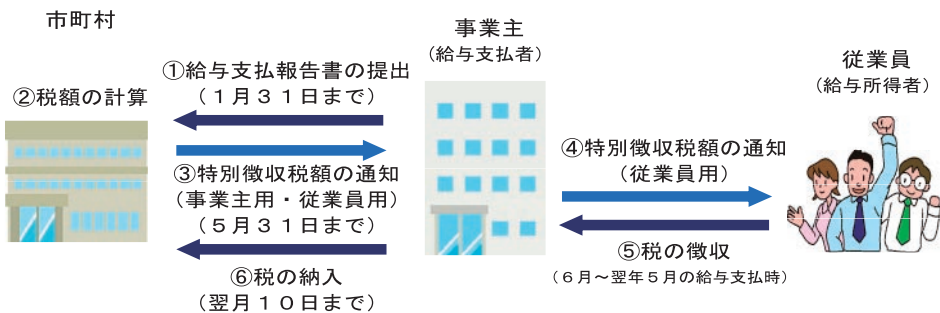 市町村
事業主
(給与支払者)
従業員
(給与所得者)
①給与支払報告書の提出
(1月31日まで)
②税額の計算
③特別徴収税額の通知
(事業主用・従業員用)
(5月31日まで)
④特別徴収税額の通知
(従業員用)
⑤税の徴収
(6月～翌年5月の給与支払時)
⑥税の納入
(翌月10日まで)